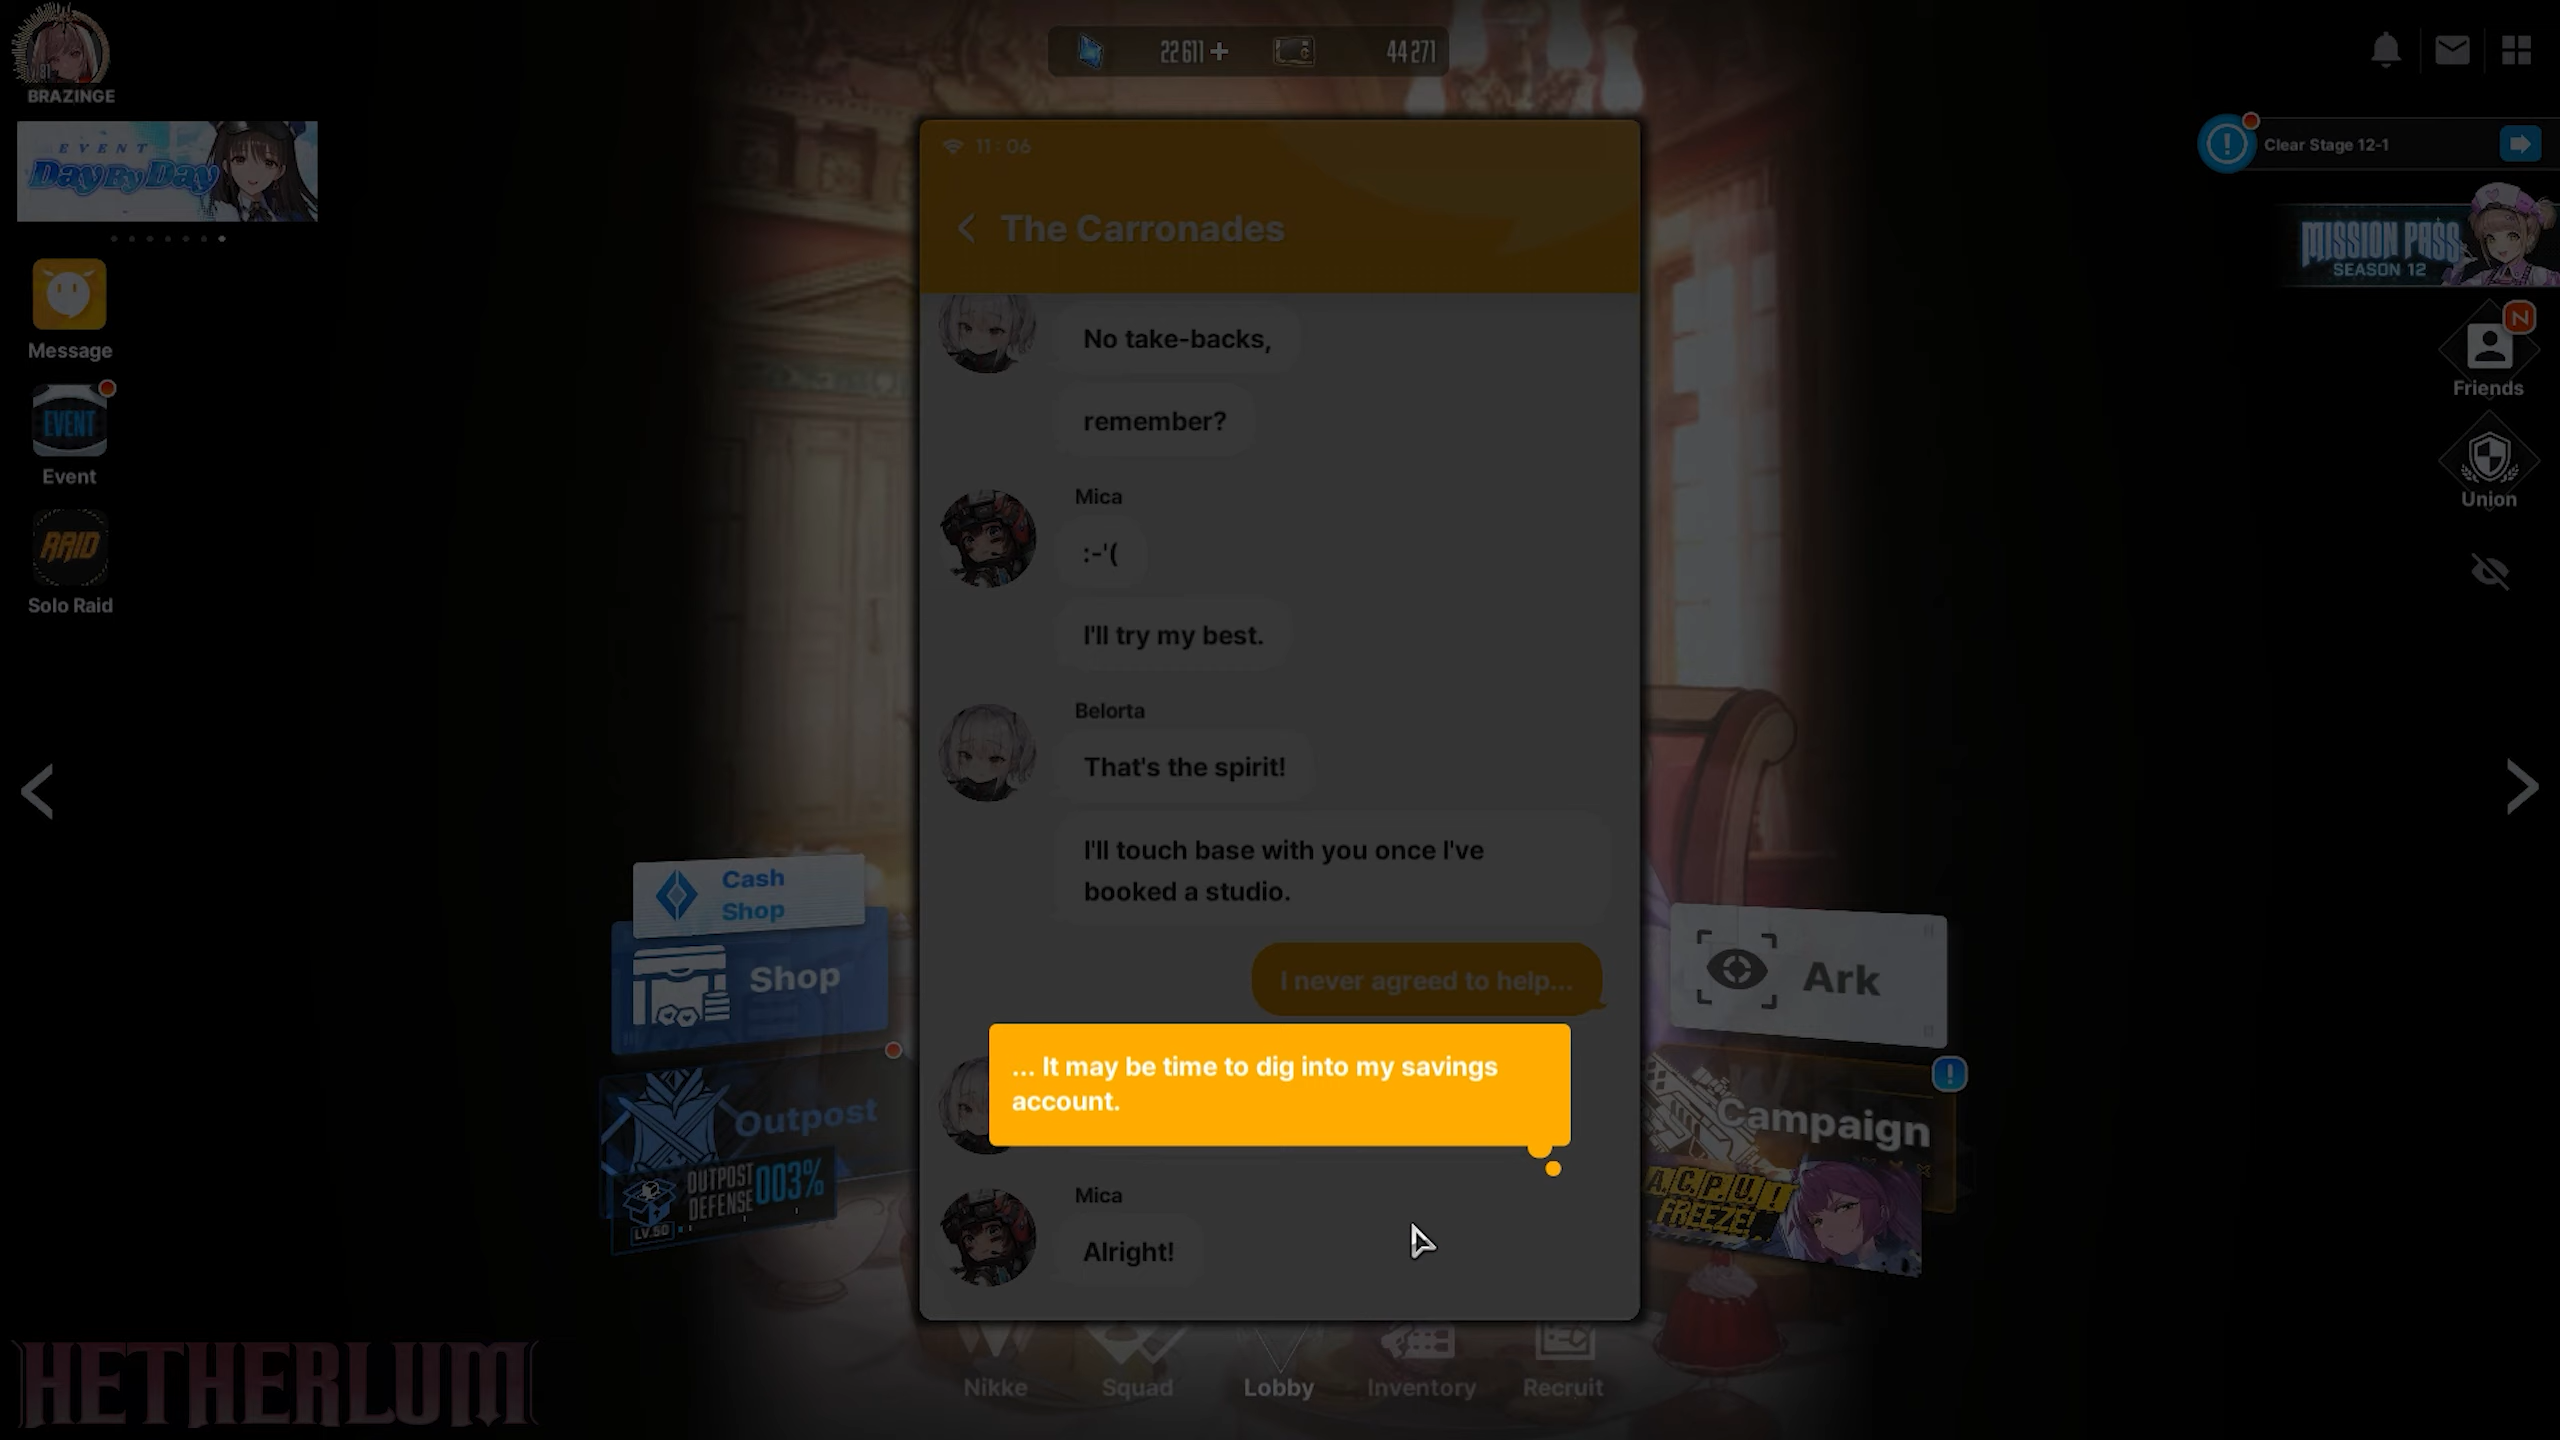 22611+
44271
81
BRAZINGE
EVENT
Day By Day
Message
EVENT
Event
RAID
Solo Raid
11:06
The Carronades
No take-backs,
remember?
Mica
:-'(
I'll try my best.
Belorta
That's the spirit!
I'll touch base with you once I've
booked a studio.
I never agreed to help...
... It may be time to dig into my savings
account.
Mica
Alright!
Clear Stage 12-1
MISSION PASS
SEASON 12
N
Friends
Union
Cash
Shop
Shop
Outpost
OUTPOST
DEFENSE
003%
LV.50
Ark
Campaign
A.C.P.U.!
FREEZE!
HETHERLUM
Nikke
Squad
Lobby
Inventory
Recruit